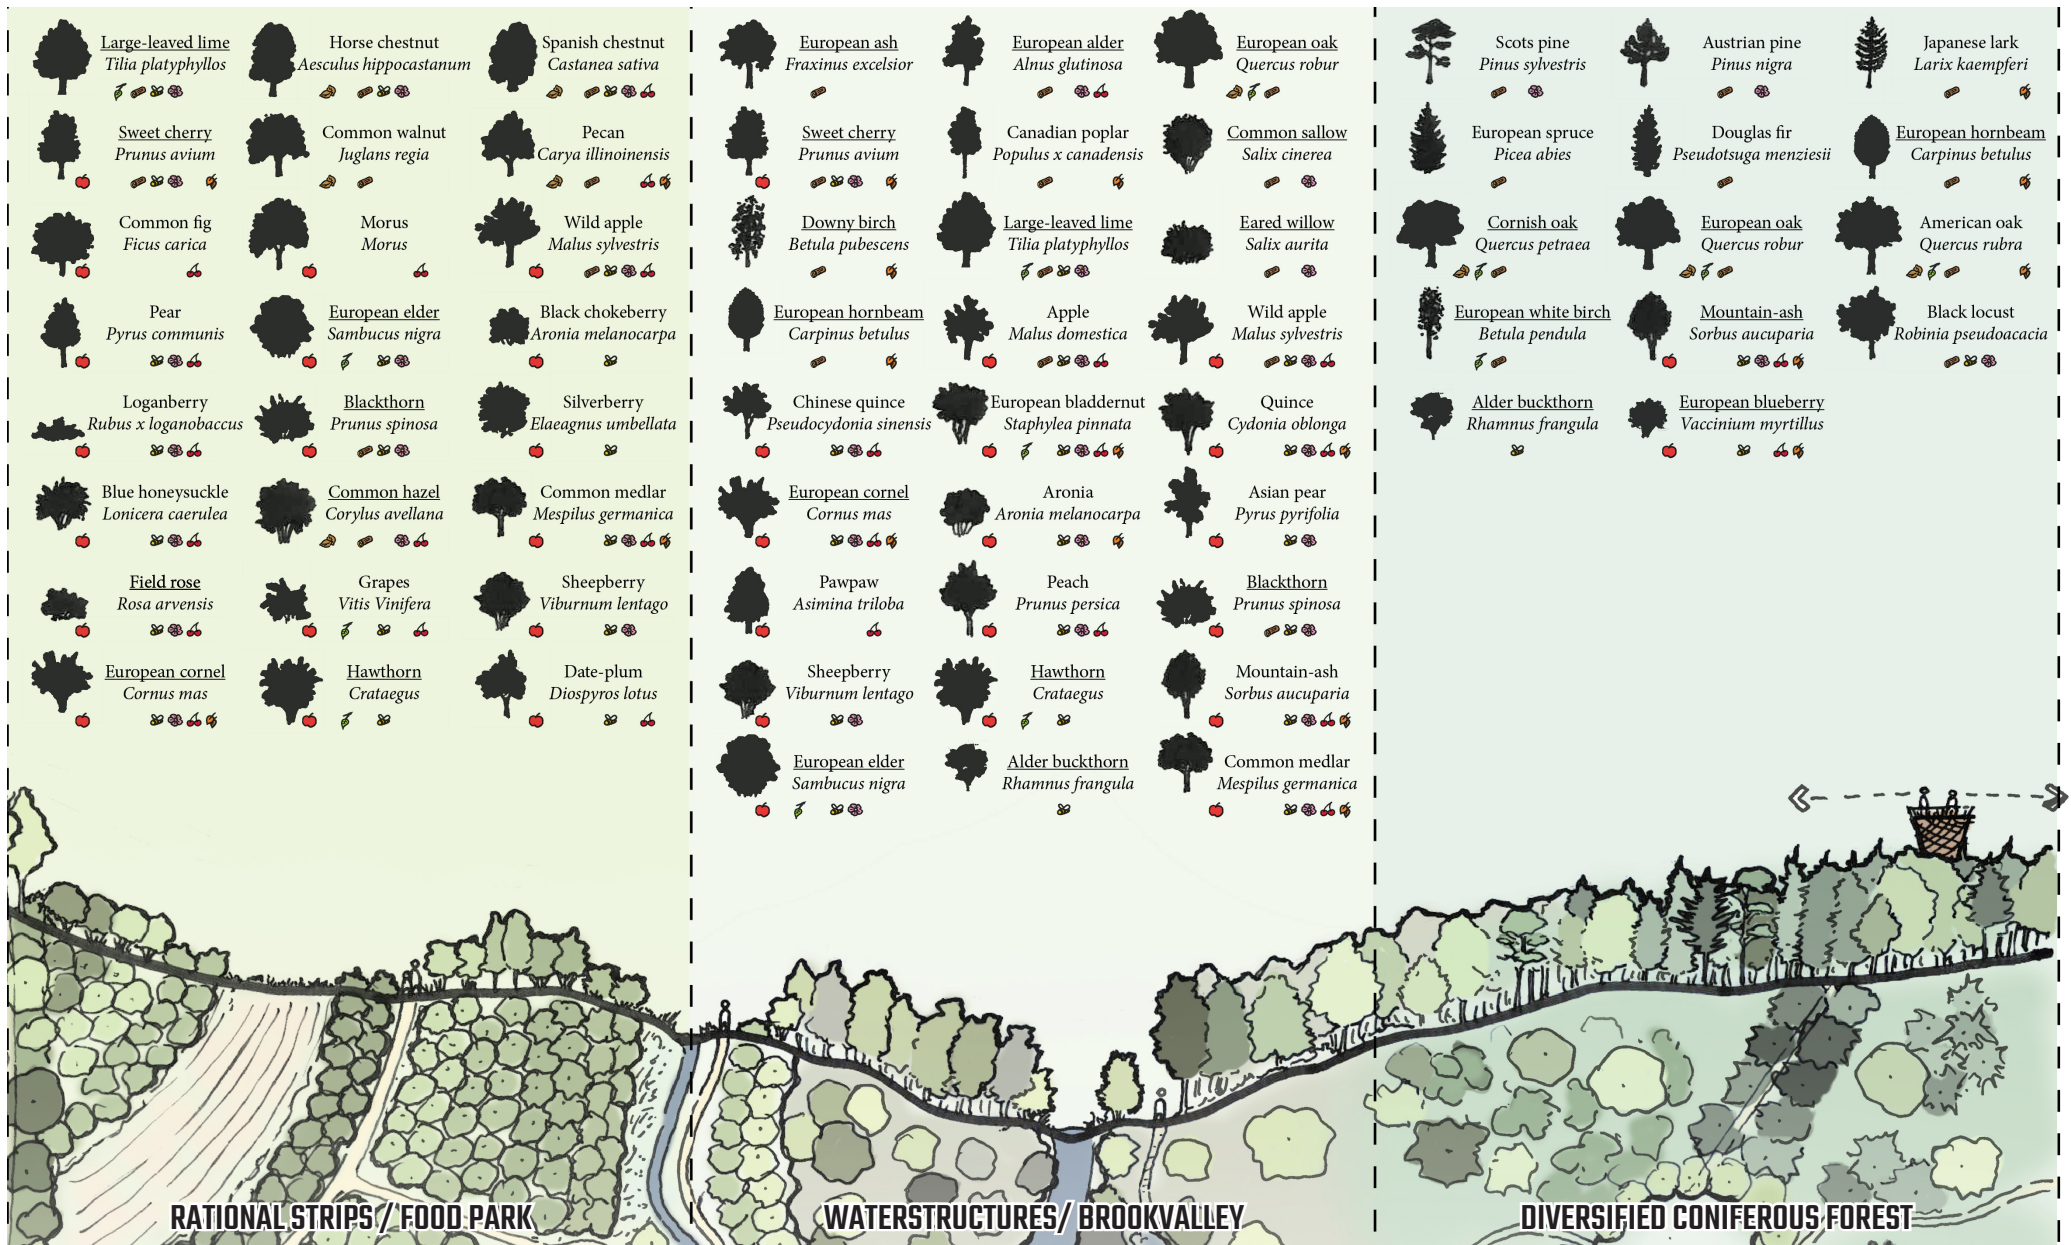 Large-leaved lime
Tilia platyphyllos
Horse chestnut
Aesculus hippocastanum
Spanish chestnut
Castanea sativa
Sweet cherry
Prunus avium
Common walnut
Juglans regia
Pecan
Carya illinoinensis
Common fig
Ficus carica
Morus
Morus
Wild apple
Malus sylvestris
Pear
Pyrus communis
European elder
Sambucus nigra
Black chokeberry
Aronia melanocarpa
Loganberry
Rubus x loganobaccus
Blackthorn
Prunus spinosa
Silverberry
Elaeagnus umbellata
Blue honeysuckle
Lonicera caerulea
Common hazel
Corylus avellana
Common medlar
Mespilus germanica
Field rose
Rosa arvensis
Grapes
Vitis Vinifera
Sheepberry
Viburnum lentago
European cornel
Cornus mas
Hawthorn
Crataegus
Date-plum
Diospyros lotus
RATIONAL STRIPS / FOOD PARK
European ash
Fraxinus excelsior
European alder
Alnus glutinosa
European oak
Quercus robur
Sweet cherry
Prunus avium
Canadian poplar
Populus x canadensis
Common sallow
Salix cinerea
Downy birch
Betula pubescens
Large-leaved lime
Tilia platyphyllos
Eared willow
Salix aurita
European hornbeam
Carpinus betulus
Apple
Malus domestica
Wild apple
Malus sylvestris
Chinese quince
Pseudocydonia sinensis
European bladdernut
Staphylea pinnata
Quince
Cydonia oblonga
European cornel
Cornus mas
Aronia
Aronia melanocarpa
Asian pear
Pyrus pyrifolia
Pawpaw
Asimina triloba
Peach
Prunus persica
Blackthorn
Prunus spinosa
Sheepberry
Viburnum lentago
Hawthorn
Crataegus
Mountain-ash
Sorbus aucuparia
European elder
Sambucus nigra
Alder buckthorn
Rhamnus frangula
Common medlar
Mespilus germanica
WATERSTRUCTURES/ BROOKVALLEY
Scots pine
Pinus sylvestris
Austrian pine
Pinus nigra
Japanese lark
Larix kaempferi
European spruce
Picea abies
Douglas fir
Pseudotsuga menziesii
European hornbeam
Carpinus betulus
Cornish oak
Quercus petraea
European oak
Quercus robur
American oak
Quercus rubra
European white birch
Betula pendula
Mountain-ash
Sorbus aucuparia
Black locust
Robinia pseudoacacia
Alder buckthorn
Rhamnus frangula
European blueberry
Vaccinium myrtillus
DIVERSIFIED CONIFEROUS FOREST